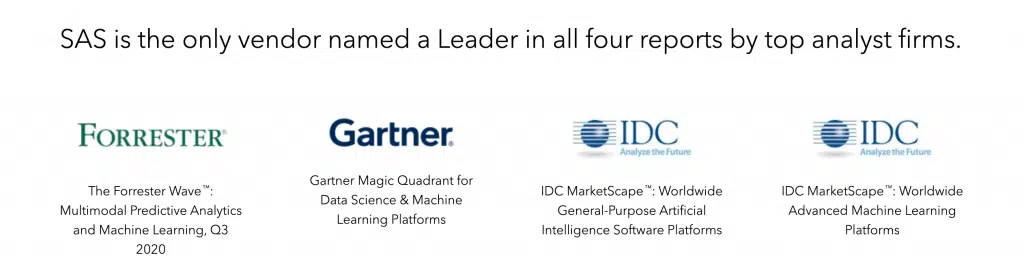 SAS is the only vendor named a Leader in all four reports by top analyst firms.
FORRESTER®
The Forrester Wave™:
Multimodal Predictive Analytics
and Machine Learning, Q3
2020
Gartner®
Gartner Magic Quadrant for
Data Science & Machine
Learning Platforms
IDC
Analyze the Future
IDC MarketScape™: Worldwide
General-Purpose Artificial
Intelligence Software Platforms
IDC
Analyze the Future
IDC MarketScape™: Worldwide
Advanced Machine Learning
Platforms